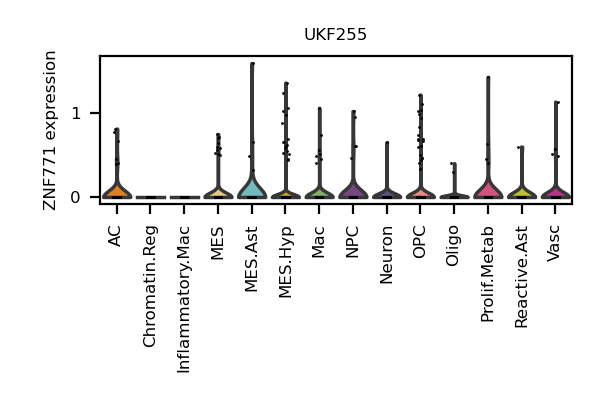 UKF255
ZNF771 expression
1
0
AC
Chromatin.Reg
Inflammatory.Mac
MES
MES.Ast
MES.Hyp
Mac
NPC
Neuron
OPC
Oligo
Prolif.Metab
Reactive.Ast
Vasc